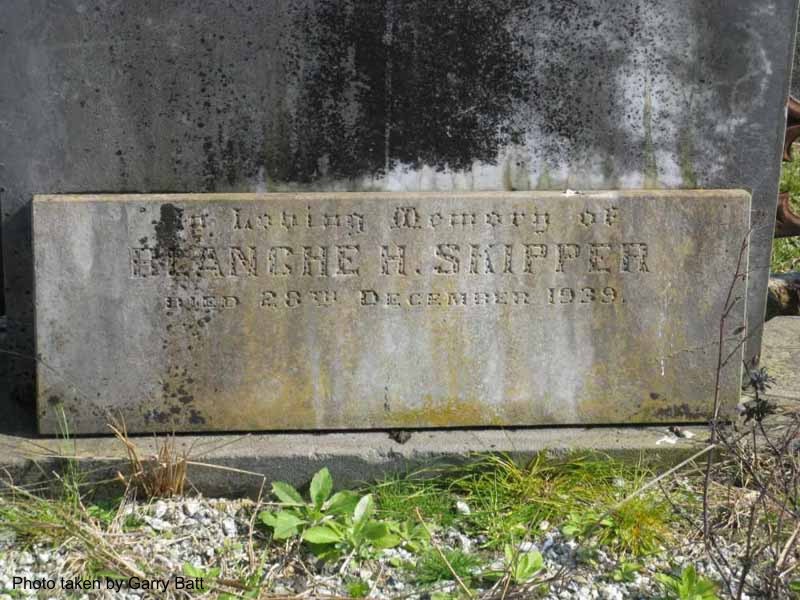 In Loving Memory of
BLANCHE H. SKIPPER
DIED 28TH DECEMBER 1939.
Photo taken by Garry Batt